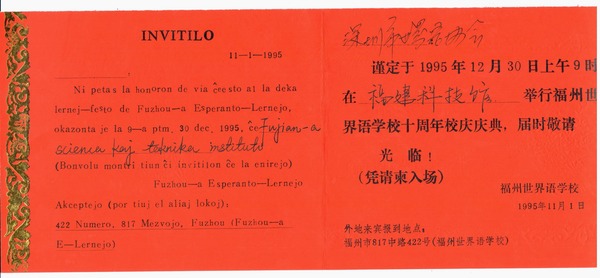 INVITILO
11—1—1995
Ni petas la honoron de via ĉeesto al la deka
lernej—festo de Fuzhou—a Esperanto—Lernejo,
okazonta je la 9—a ptm. 30 dec, 1995, ĉe Fujian-a
scienca kaj teknika instituto
(Bonvolu montri tiun ĉi inviticon ĉe la enirejo)
Fuzhou—a Esperanto—Lernejo
Akceptejo (por tiuj el aliaj lokoj):
422 Numero, 817 Mezvojo, Fuzhou (Fuzhou—a
E—Lernejo)
深圳市世界语协会
谨定于1995年12月30日上午9时
在 福建科技馆 举行福州世
界语学校十周年校庆庆典，届时敬请
光 临！
(凭请柬入场)
福州世界语学校
1995年11月1日
外地来宾报到地点：
福州市817中路422号(福州世界语学校)